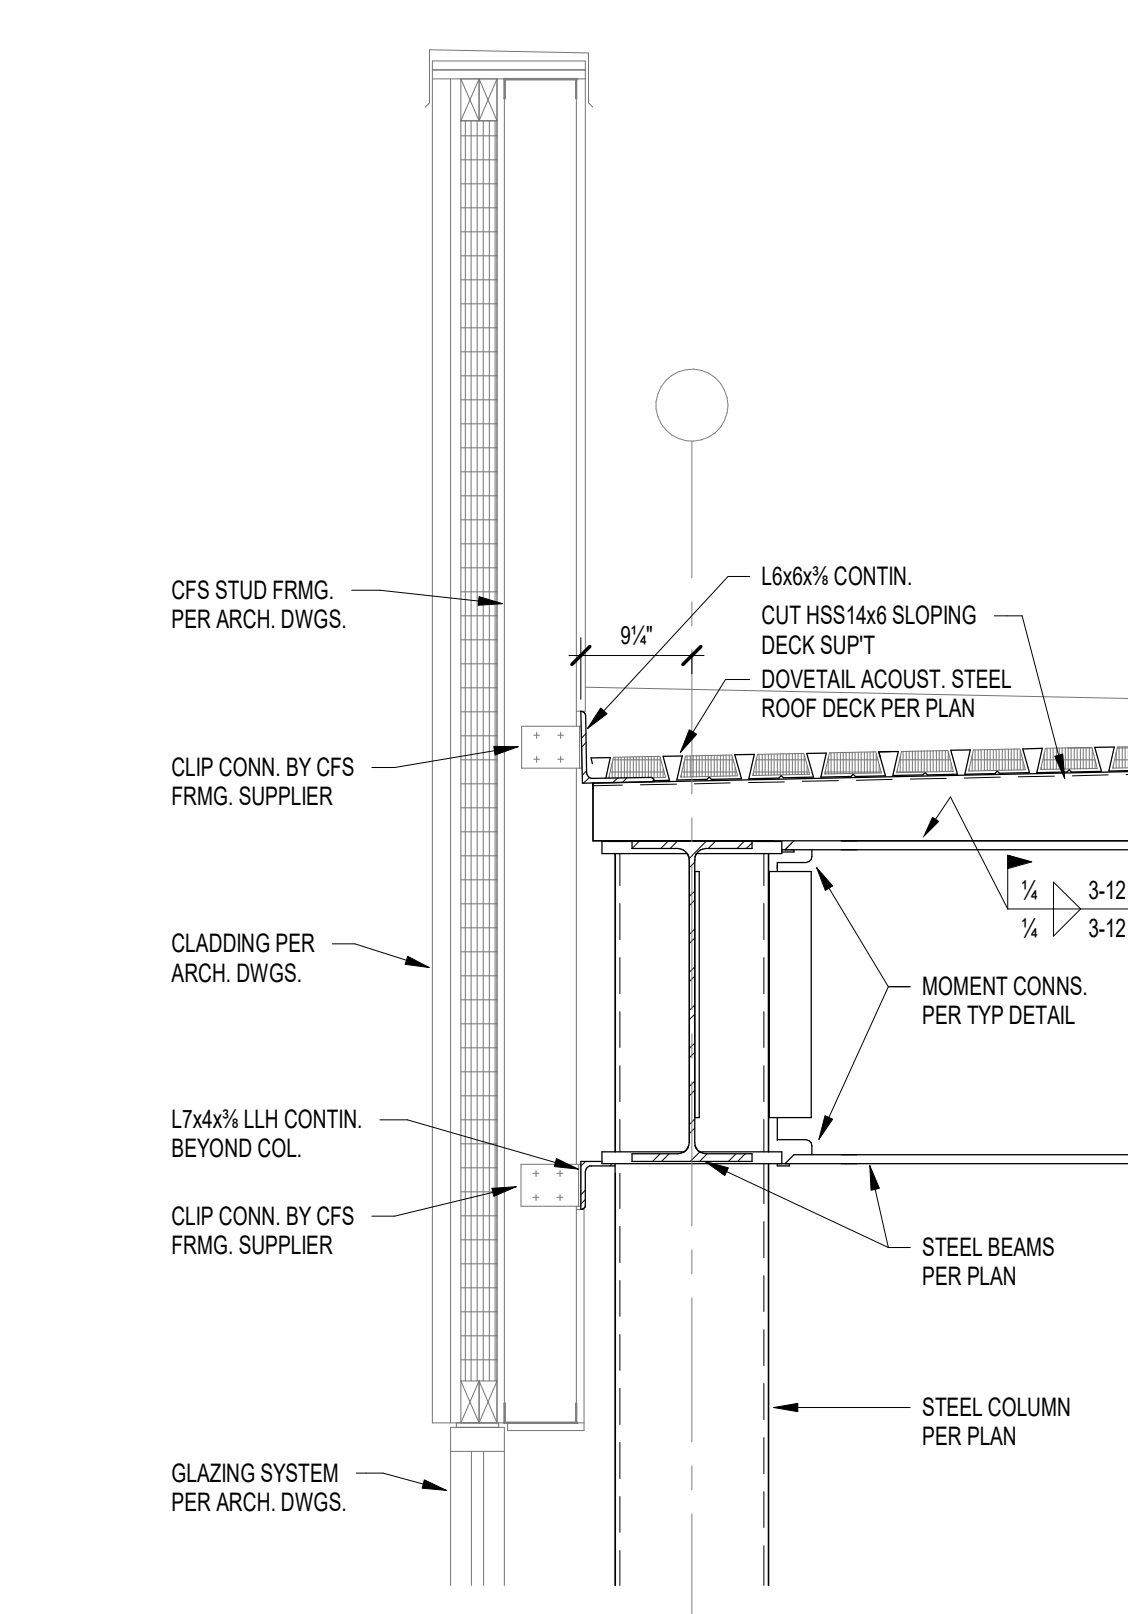 L6x6x⅜ CONTIN.
CUT HSS14x6 SLOPING
DECK SUP'T
9¼"
DOVETAIL ACOUST. STEEL
ROOF DECK PER PLAN
CFS STUD FRMG.
PER ARCH. DWGS.
CLIP CONN. BY CFS
FRMG. SUPPLIER
¼ 3-12
¼ 3-12
CLADDING PER
ARCH. DWGS.
MOMENT CONNS.
PER TYP DETAIL
L7x4x⅜ LLH CONTIN.
BEYOND COL.
CLIP CONN. BY CFS
FRMG. SUPPLIER
STEEL BEAMS
PER PLAN
STEEL COLUMN
PER PLAN
GLAZING SYSTEM
PER ARCH. DWGS.